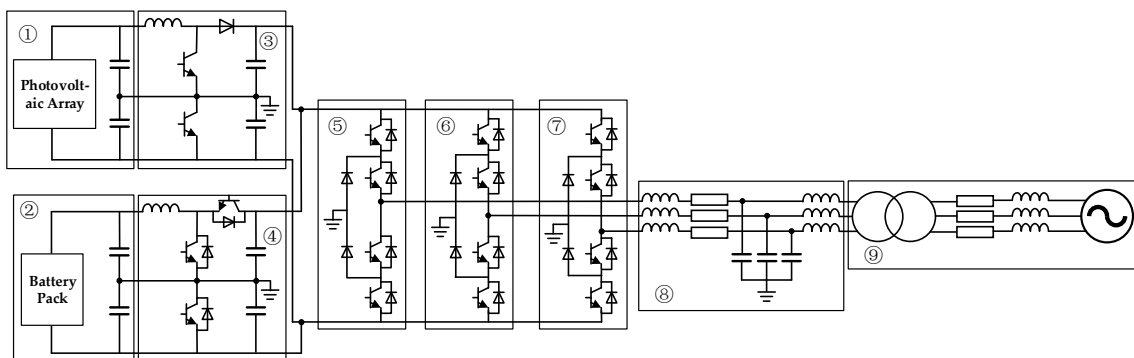 ①
Photovolt-
aic Array
③
②
Battery
Pack
④
⑤
⑥
⑦
⑧
⑨